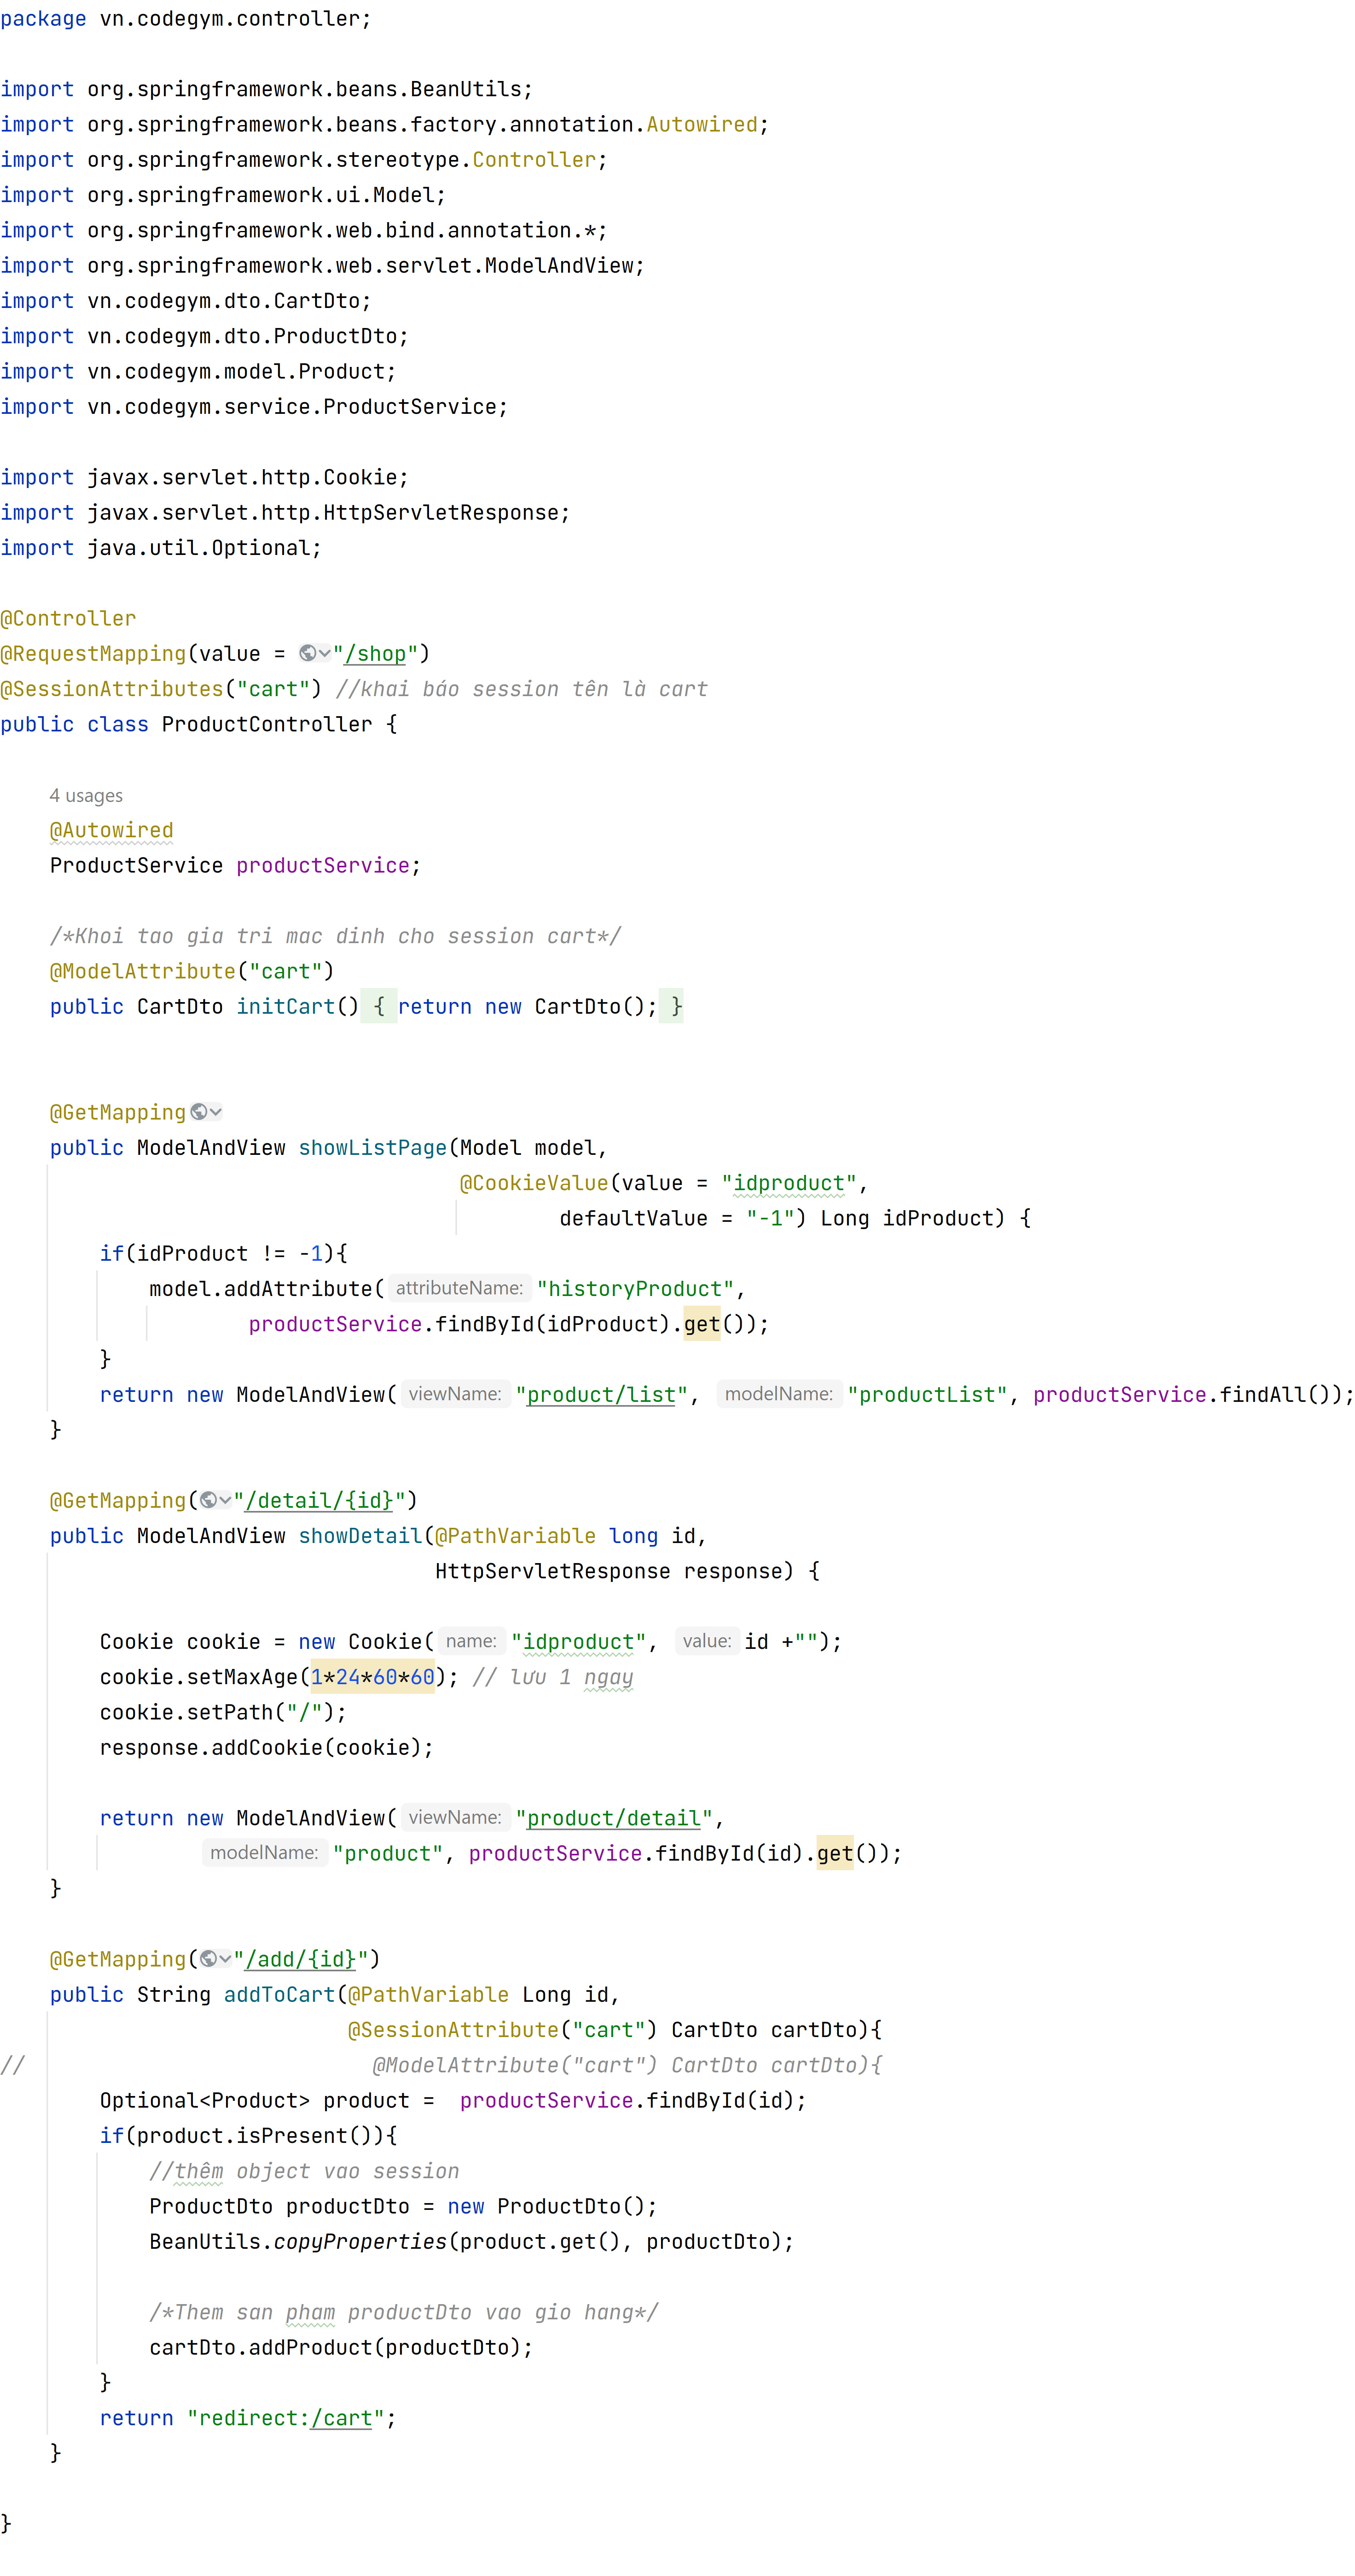 package vn.codegym.controller;
import org.springframework.beans.BeanUtils;
import org.springframework.beans.factory.annotation.Autowired;
import org.springframework.stereotype.Controller;
import org.springframework.ui.Model;
import org.springframework.web.bind.annotation.*;
import org.springframework.web.servlet.ModelAndView;
import vn.codegym.dto.CartDto;
import vn.codegym.dto.ProductDto;
import vn.codegym.model.Product;
import vn.codegym.service.ProductService;
import javax.servlet.http.Cookie;
import javax.servlet.http.HttpServletResponse;
import java.util.Optional;
@Controller
@RequestMapping(value = "/shop")
@SessionAttributes("cart") //khai báo session tên là cart
public class ProductController {
4 usages
@Autowired
ProductService productService;
/*Khoi tao gia tri mac dinh cho session cart*/
@ModelAttribute("cart")
public CartDto initCart() { return new CartDto(); }
@GetMapping
public ModelAndView showListPage(Model model,
@CookieValue(value = "idproduct",
defaultValue = "-1") Long idProduct) {
if(idProduct != -1){
model.addAttribute( attributeName: "historyProduct",
productService.findById(idProduct).get());
}
return new ModelAndView( viewName: "product/list", modelName: "productList", productService.findAll());
}
@GetMapping("/detail/{id}")
public ModelAndView showDetail(@PathVariable long id,
HttpServletResponse response) {
Cookie cookie = new Cookie( name: "idproduct", value: id +"");
cookie.setMaxAge(1*24*60*60); // lưu 1 ngay
cookie.setPath("/");
response.addCookie(cookie);
return new ModelAndView( viewName: "product/detail",
modelName: "product", productService.findById(id).get());
}
@GetMapping("/add/{id}")
public String addToCart(@PathVariable Long id,
@SessionAttribute("cart") CartDto cartDto){
// @ModelAttribute("cart") CartDto cartDto){
Optional<Product> product =  productService.findById(id);
if(product.isPresent()){
//thêm object vao session
ProductDto productDto = new ProductDto();
BeanUtils.copyProperties(product.get(), productDto);
/*Them san pham productDto vao gio hang*/
cartDto.addProduct(productDto);
}
return "redirect:/cart";
}
}